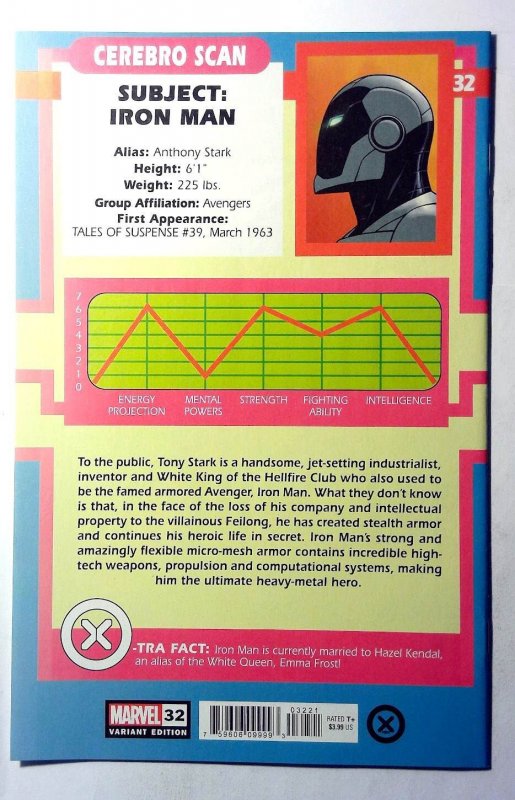 CEREBRO SCAN
32
SUBJECT:
IRON MAN
Alias: Anthony Stark
Height: 6'1"
Weight: 225 lbs.
Group Affiliation: Avengers
First Appearance:
TALES OF SUSPENSE #39, March 1963
7
6
5
4
3
2
1
0
ENERGY
PROJECTION
MENTAL
POWERS
STRENGTH
FIGHTING
ABILITY
INTELLIGENCE
To the public, Tony Stark is a handsome, jet-setting industrialist,
inventor and White King of the Hellfire Club who also used to
be the famed armored Avenger, Iron Man. What they don't know
is that, in the face of the loss of his company and intellectual
property to the villainous Feilong, he has created stealth armor
and continues his heroic life in secret. Iron Man's strong and
amazingly flexible micro-mesh armor contains incredible high-
tech weapons, propulsion and computational systems, making
him the ultimate heavy-metal hero.
X
-TRA FACT: Iron Man is currently married to Hazel Kendal,
an alias of the White Queen, Emma Frost!
MARVEL 32
VARIANT EDITION
03221
7 59606 09999 3
RATED T+
$3.99 US
X